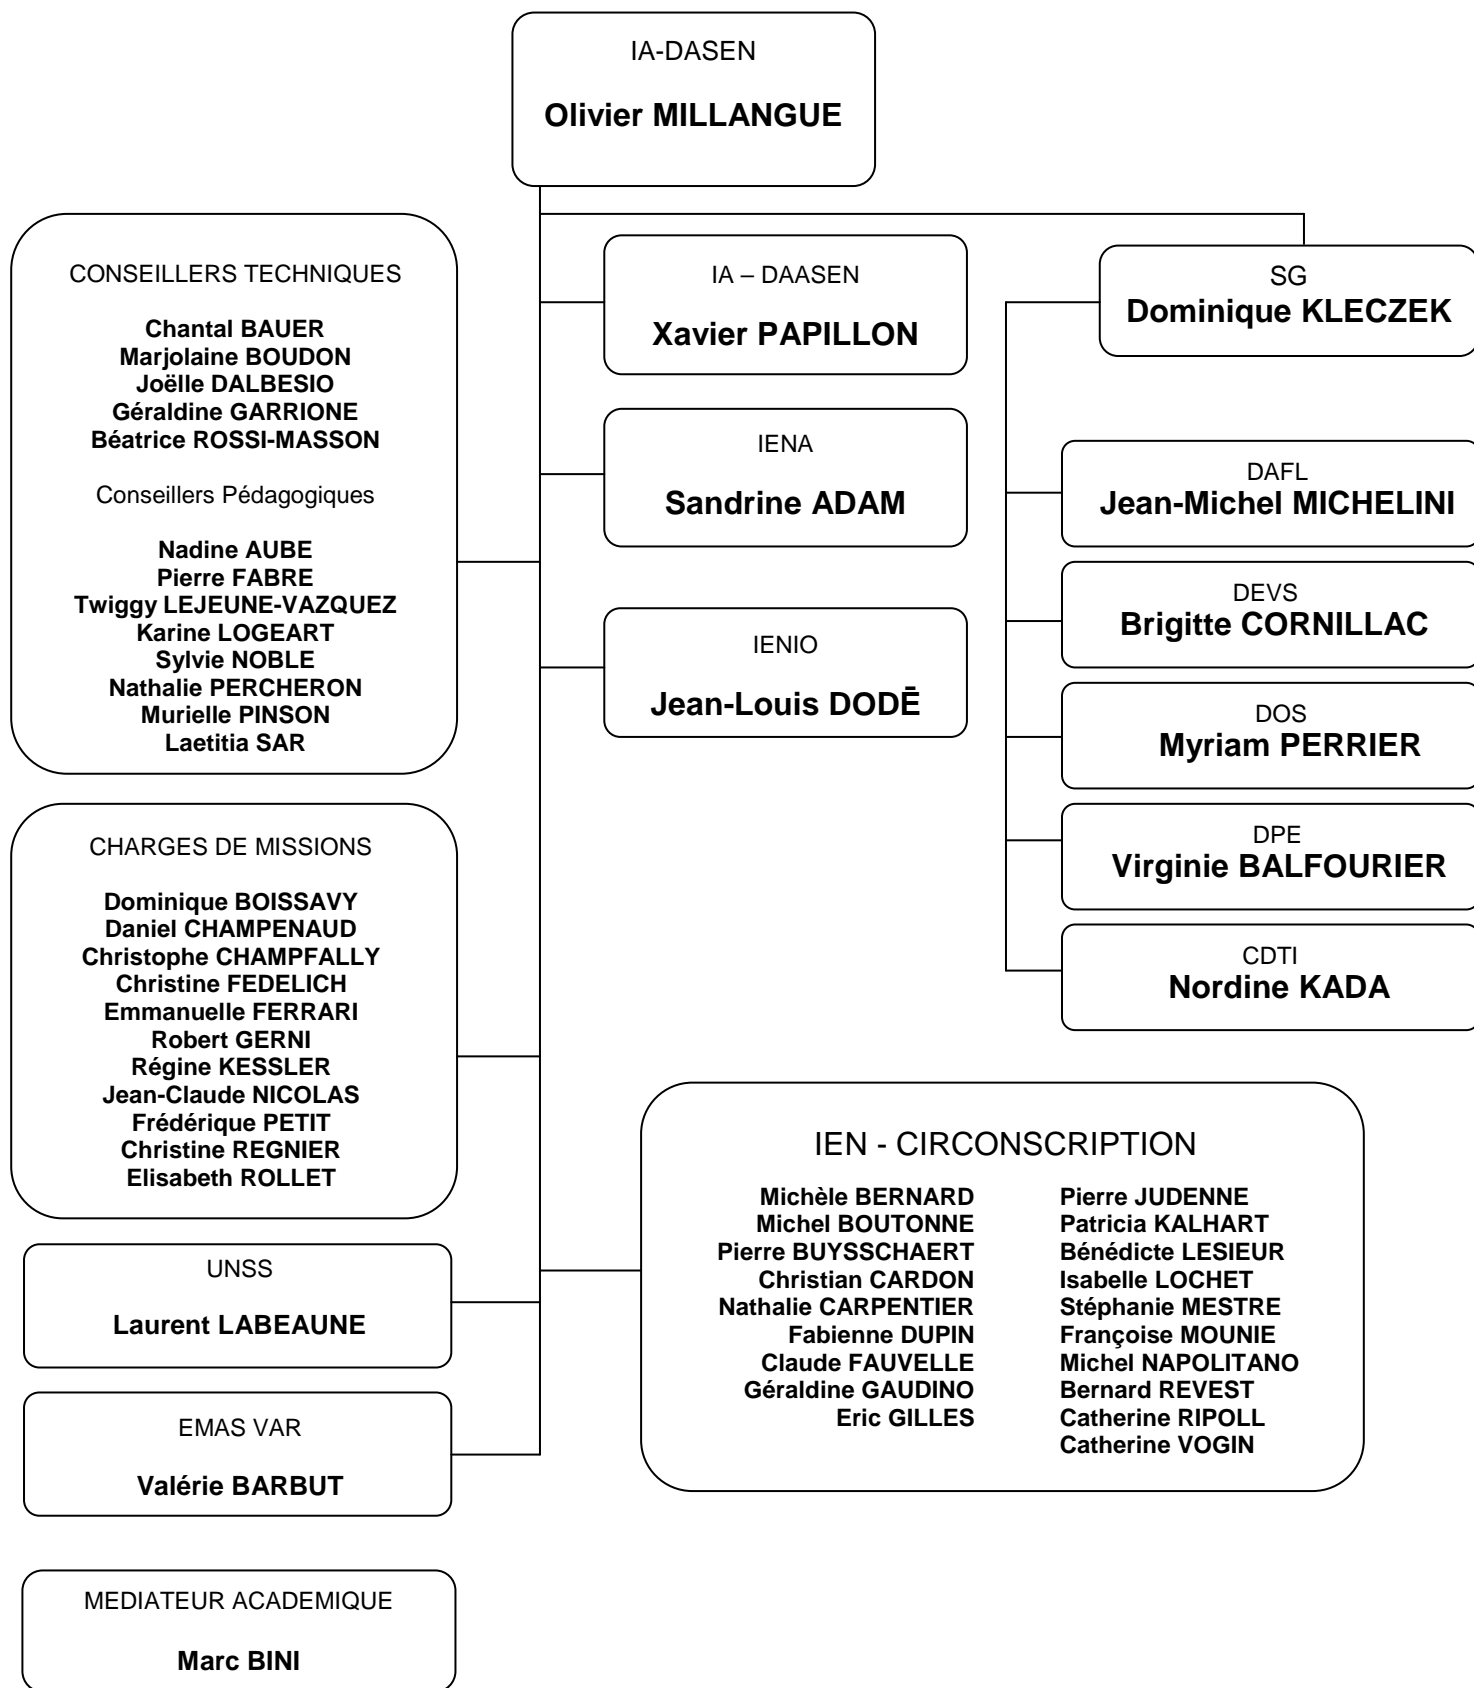 IA-DASEN
Olivier MILLANGUE
CONSEILLERS TECHNIQUES
Chantal BAUER
Marjolaine BOUDON
Joëlle DALBESIO
Géraldine GARRIONE
Béatrice ROSSI-MASSON
Conseillers Pédagogiques
Nadine AUBE
Pierre FABRE
Twiggy LEJEUNE-VAZQUEZ
Karine LOGEART
Sylvie NOBLE
Nathalie PERCHERON
Murielle PINSON
Laetitia SAR
IA – DAASEN
Xavier PAPILLON
IENA
Sandrine ADAM
IENIO
Jean-Louis DODĒ
SG
Dominique KLECZEK
DAFL
Jean-Michel MICHELINI
DEVS
Brigitte CORNILLAC
DOS
Myriam PERRIER
DPE
Virginie BALFOURIER
CDTI
Nordine KADA
CHARGES DE MISSIONS
Dominique BOISSAVY
Daniel CHAMPENAUD
Christophe CHAMPFALLY
Christine FEDELICH
Emmanuelle FERRARI
Robert GERNI
Régine KESSLER
Jean-Claude NICOLAS
Frédérique PETIT
Christine REGNIER
Elisabeth ROLLET
IEN - CIRCONSCRIPTION
Michèle BERNARD
Michel BOUTONNE
Pierre BUYSSCHAERT
Christian CARDON
Nathalie CARPENTIER
Fabienne DUPIN
Claude FAUVELLE
Géraldine GAUDINO
Eric GILLES
Pierre JUDENNE
Patricia KALHART
Bénédicte LESIEUR
Isabelle LOCHET
Stéphanie MESTRE
Françoise MOUNIE
Michel NAPOLITANO
Bernard REVEST
Catherine RIPOLL
Catherine VOGIN
UNSS
Laurent LABEAUNE
EMAS VAR
Valérie BARBUT
MEDIATEUR ACADEMIQUE
Marc BINI